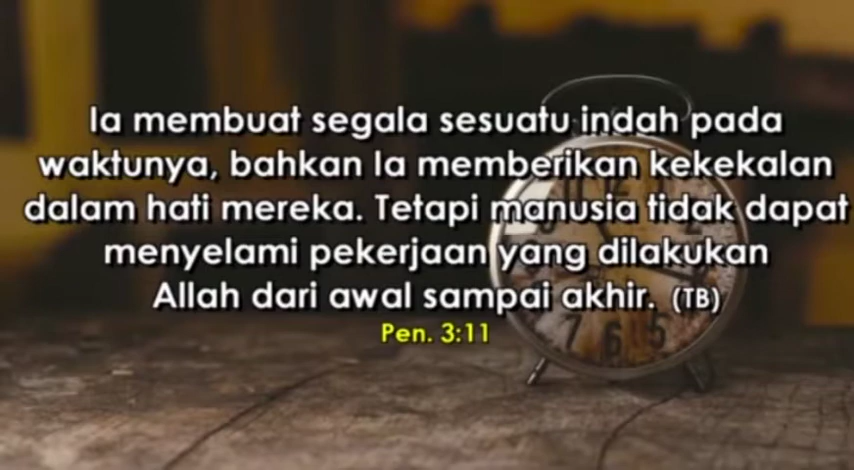 Ia membuat segala sesuatu indah pada
waktunya, bahkan Ia memberikan kekekalan
dalam hati mereka. Tetapi manusia tidak dapat
menyelami pekerjaan yang dilakukan
Allah dari awal sampai akhir. (TB)
Pen. 3:11